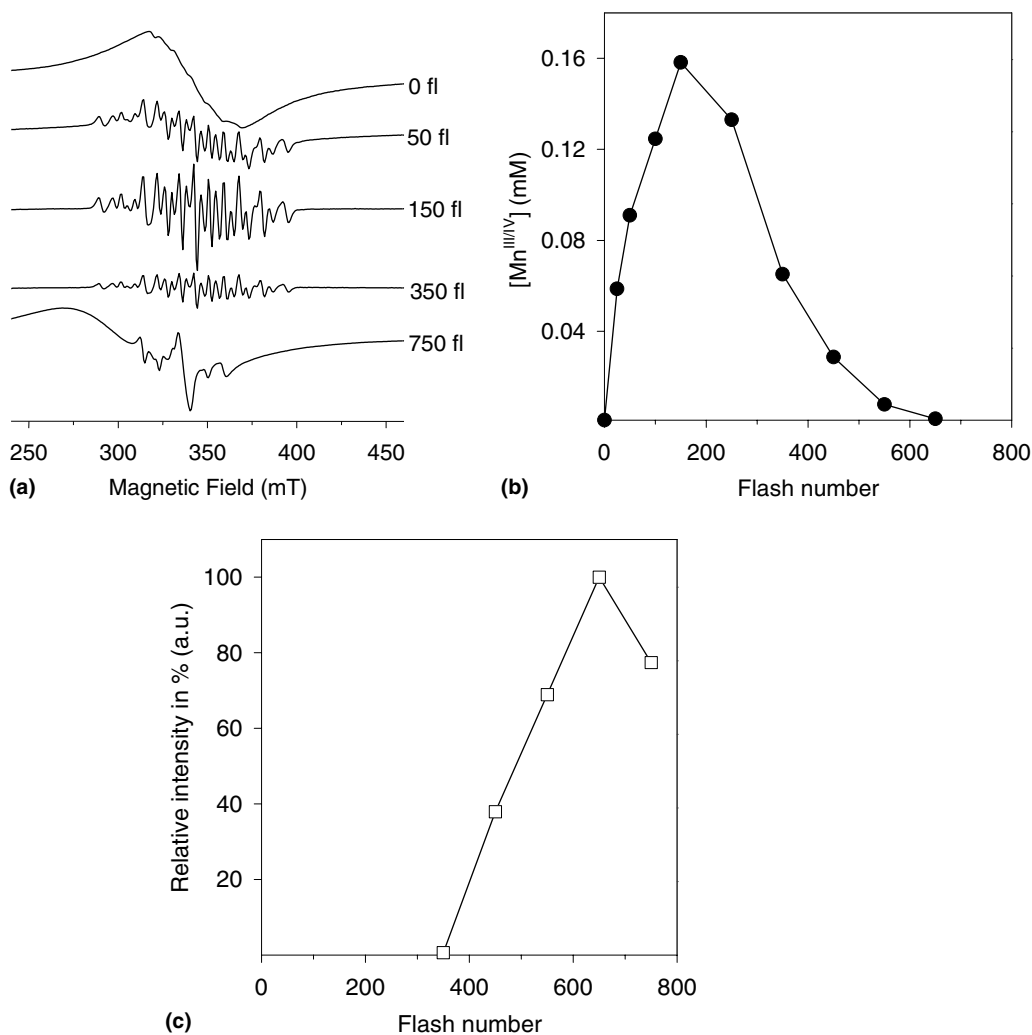 0 fl
50 fl
150 fl
350 fl
750 fl
250 300 350 400 450
(a) Magnetic Field (mT)
[Mn^{III/IV}] (mM)
0.16
0.12
0.08
0.04
0 200 400 600 800
(b) Flash number
Relative intensity in % (a.u.)
100
80
60
40
20
0 200 400 600 800
(c) Flash number